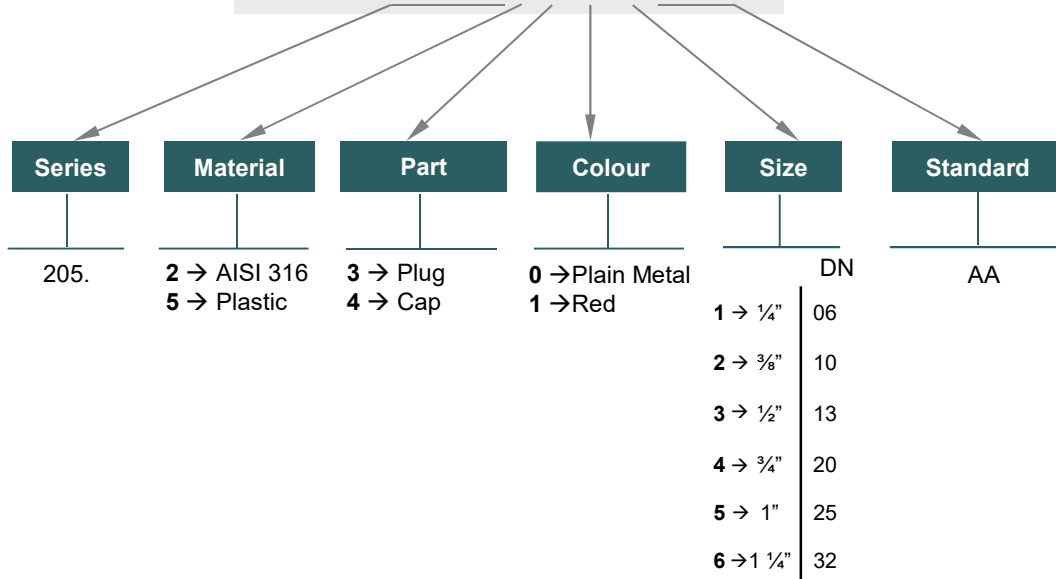 Series Material Part Colour Size Standard
205. 2 → AISI 316 3 → Plug 0 →Plain Metal DN AA
5 → Plastic 4 → Cap 1 →Red
1 → ¼” 06
2 → ⅜” 10
3 → ½” 13
4 → ¾” 20
5 → 1” 25
6 →1 ¼” 32